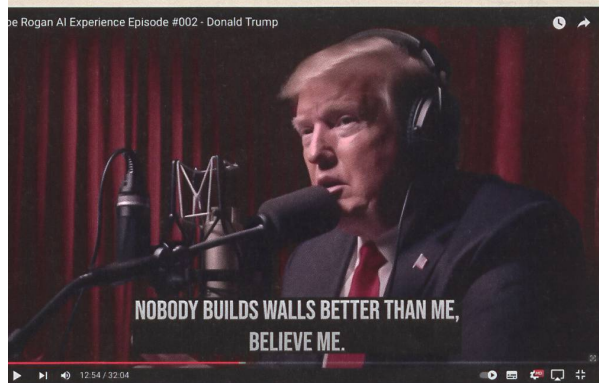 oe Rogan AI Experience Episode #002 - Donald Trump
NOBODY BUILDS WALLS BETTER THAN ME,
BELIEVE ME.
12:54 / 32:04
HD